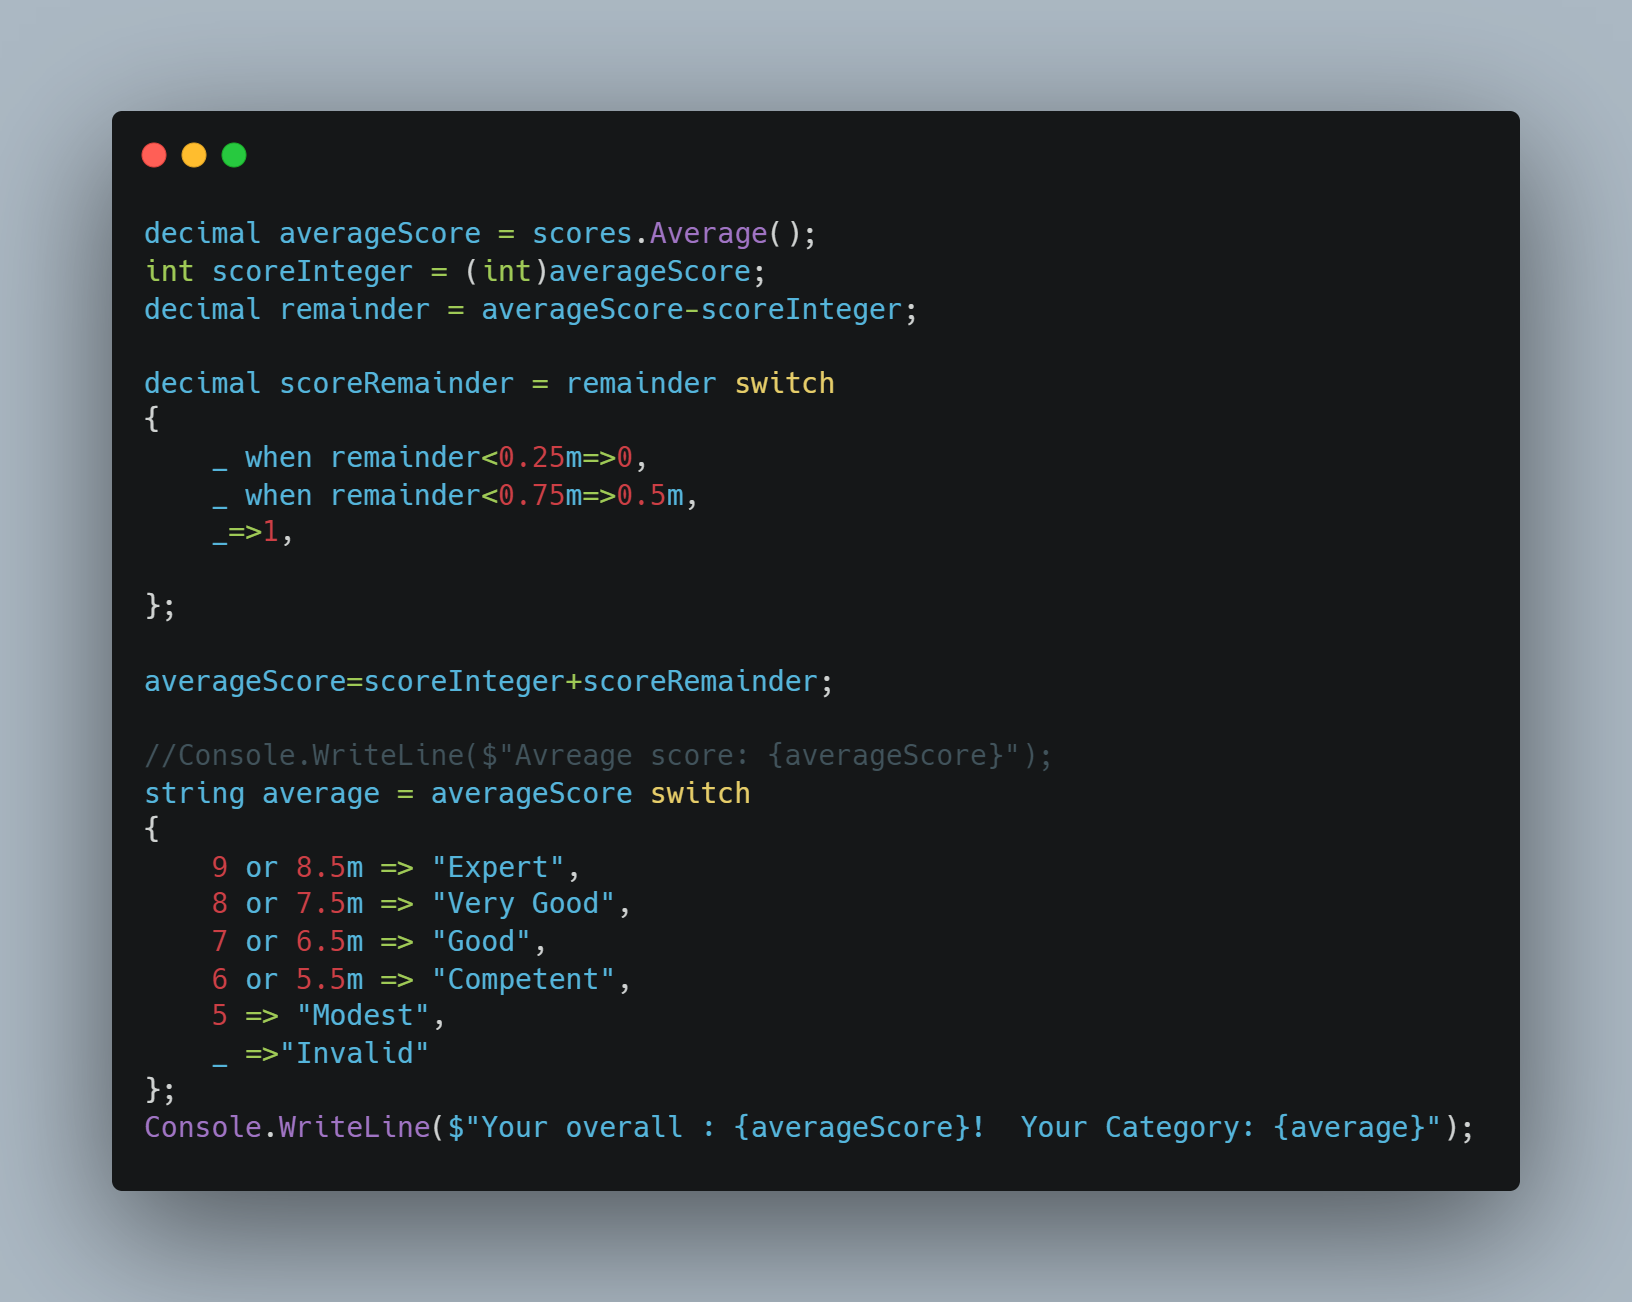 decimal averageScore = scores.Average();
int scoreInteger = (int)averageScore;
decimal remainder = averageScore-scoreInteger;
decimal scoreRemainder = remainder switch
{
    _ when remainder<0.25m=>0,
    _ when remainder<0.75m=>0.5m,
    _=>1,
};
averageScore=scoreInteger+scoreRemainder;
//Console.WriteLine($"Avreage score: {averageScore}");
string average = averageScore switch
{
    9 or 8.5m => "Expert",
    8 or 7.5m => "Very Good",
    7 or 6.5m => "Good",
    6 or 5.5m => "Competent",
    5 => "Modest",
    _ =>"Invalid"
};
Console.WriteLine($"Your overall : {averageScore}!  Your Category: {average}");